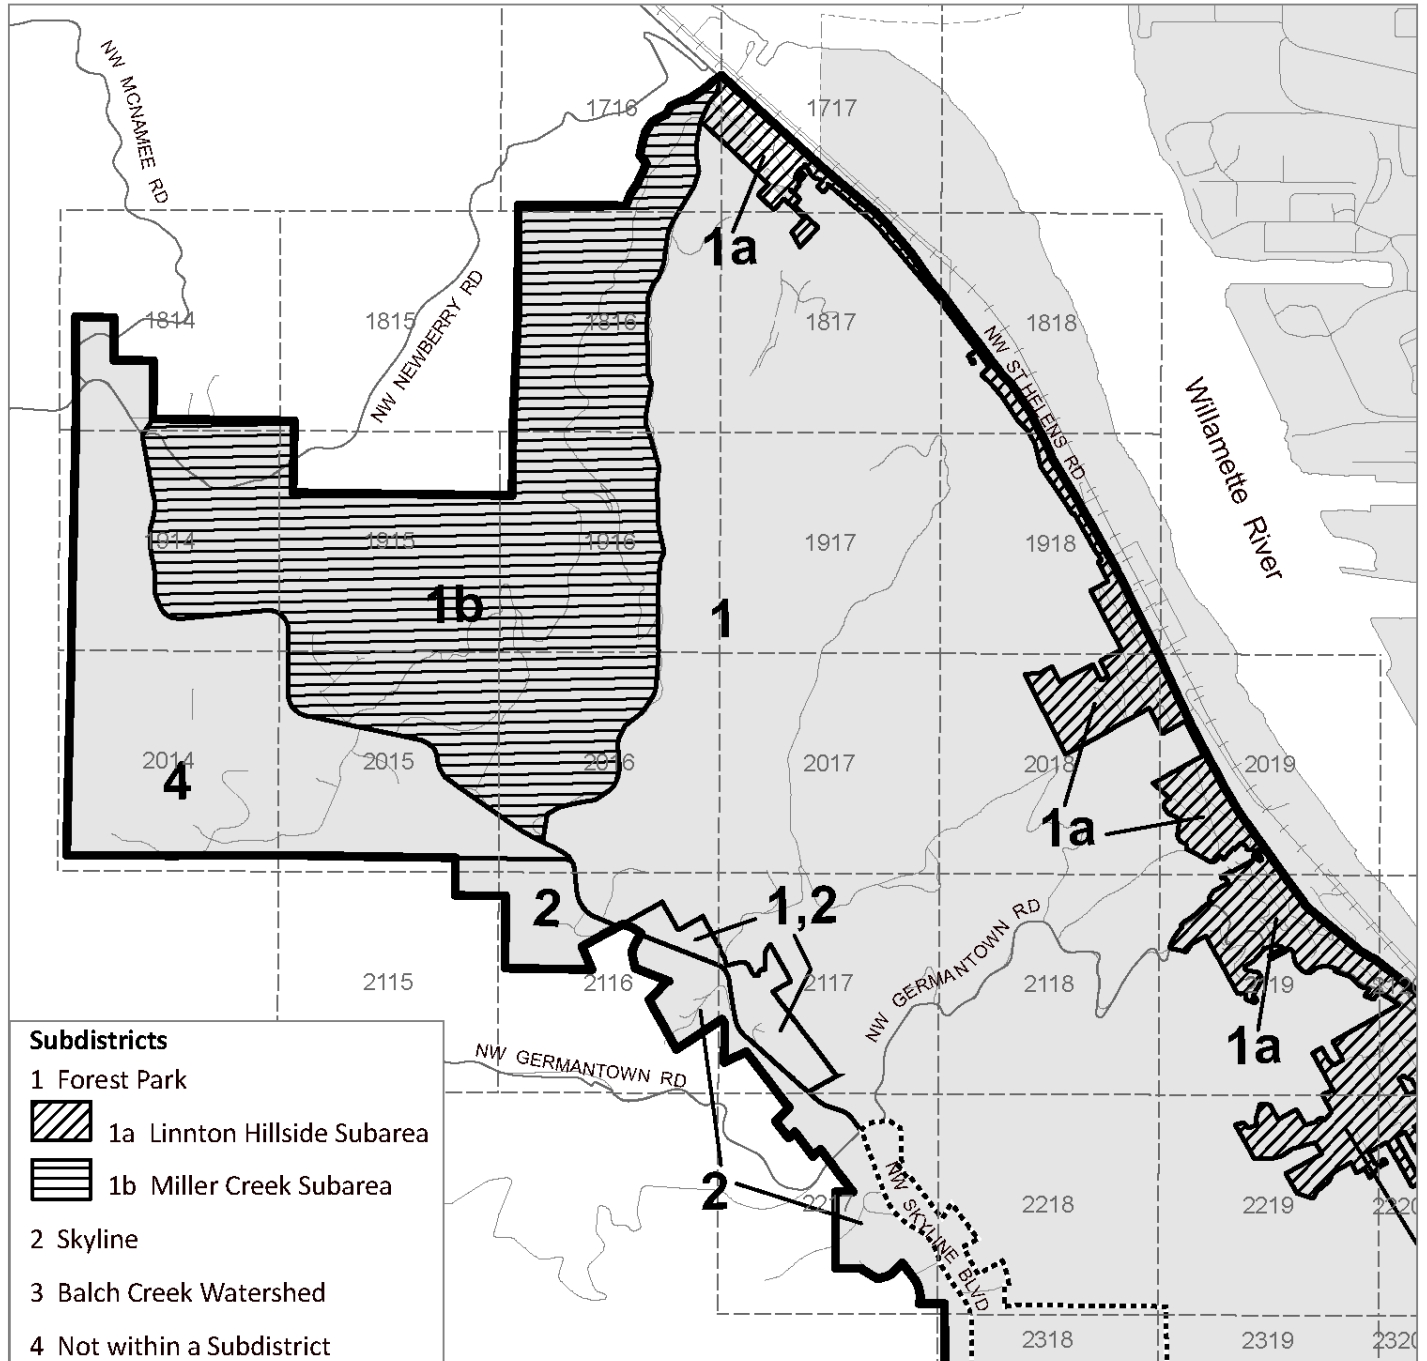 NW MCNAMEE RD
1716
1717
1a
1814
1815
NW NEWBERRY RD
1816
1817
1818
NW ST HELENS RD
Willamette River
1914
1915
1916
1917
1918
1b
1
2014
4
2015
2016
2017
2018
2019
1a
2
1,2
NW GERMANTOWN RD
2115
2116
2117
2118
2119
2120
1a
NW GERMANTOWN RD
2
2217
NW SKYLINE BLVD
2218
2219
2220
2318
2319
2320
Subdistricts
1 Forest Park
1a Linnton Hillside Subarea
1b Miller Creek Subarea
2 Skyline
3 Balch Creek Watershed
4 Not within a Subdistrict